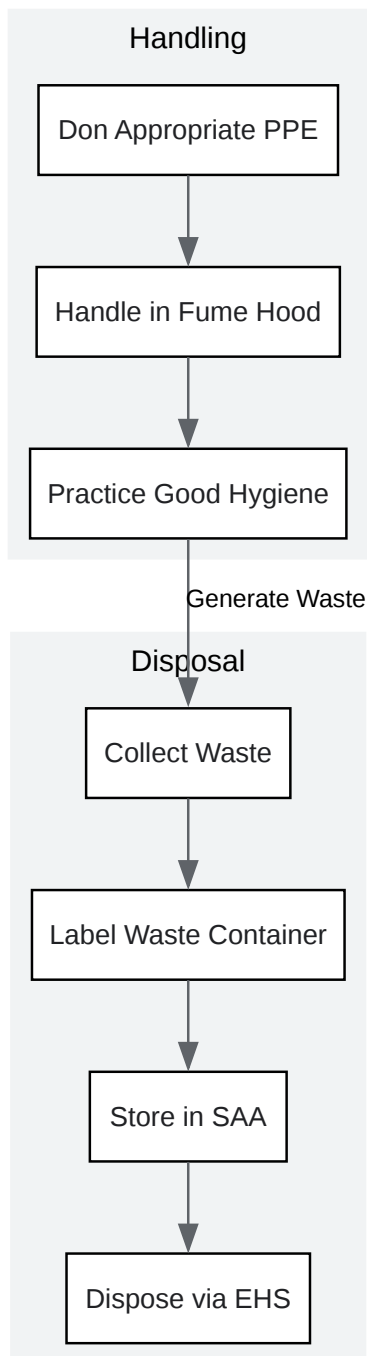 Handling
Don Appropriate PPE
Handle in Fume Hood
Practice Good Hygiene
Generate Waste
Disposal
Collect Waste
Label Waste Container
Store in SAA
Dispose via EHS